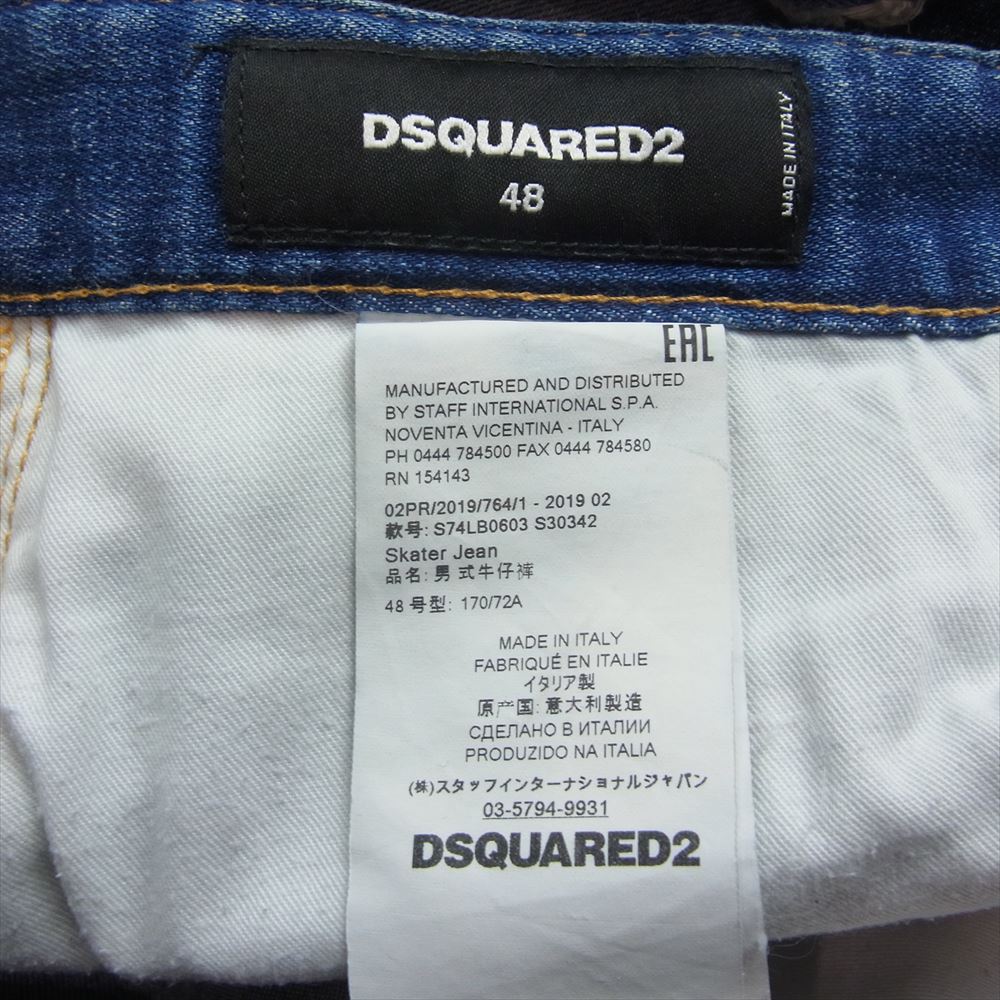 DSQUARED2
48
MADE IN ITALY
EAC
MANUFACTURED AND DISTRIBUTED
BY STAFF INTERNATIONAL S.P.A.
NOVENTA VICENTINA - ITALY
PH 0444 784500 FAX 0444 784580
RN 154143
02PR/2019/764/1 - 2019 02
款号: S74LB0603 S30342
Skater Jean
品名: 男式牛仔裤
48 号型: 170/72A
MADE IN ITALY
FABRIQUÉ EN ITALIE
イタリア製
原产国: 意大利製造
СДЕЛАНО В ИТАЛИИ
PRODUZIDO NA ITALIA
(株)スタッフインターナショナルジャパン
03-5794-9931
DSQUARED2